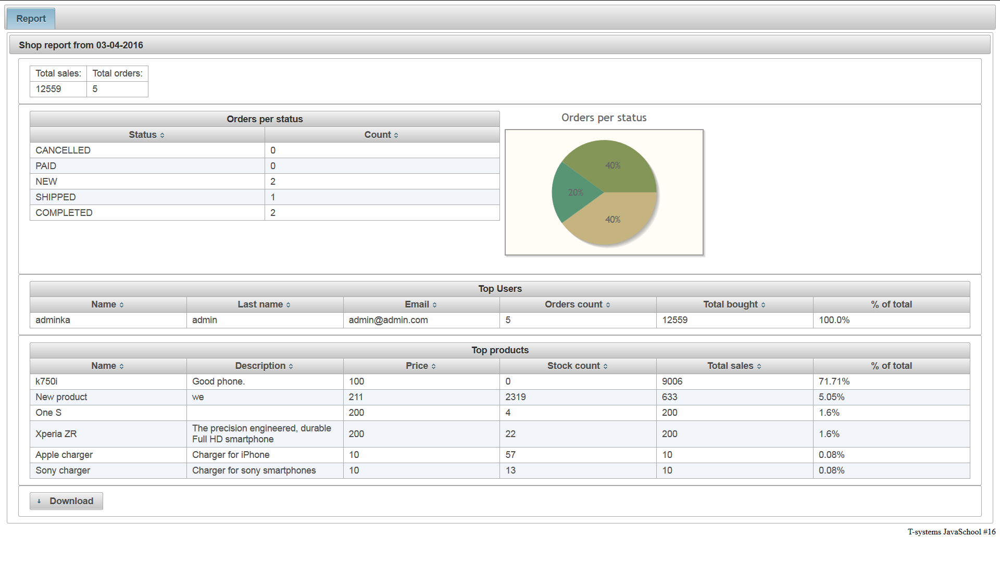 Report
Shop report from 03-04-2016
Total sales: Total orders:
12559 5
Orders per status
Status Count
CANCELLED 0
PAID 0
NEW 2
SHIPPED 1
COMPLETED 2
Orders per status
40%
20%
40%
Top Users
Name Last name Email Orders count Total bought % of total
adminka admin admin@admin.com 5 12559 100.0%
Top products
Name Description Price Stock count Total sales % of total
k750i Good phone. 100 0 9006 71.71%
New product we 211 2319 633 5.05%
One S 200 4 200 1.6%
Xperia ZR The precision engineered, durable 200 22 200 1.6%
Full HD smartphone
Apple charger Charger for iPhone 10 57 10 0.08%
Sony charger Charger for sony smartphones 10 13 10 0.08%
Download
T-systems JavaSchool #16